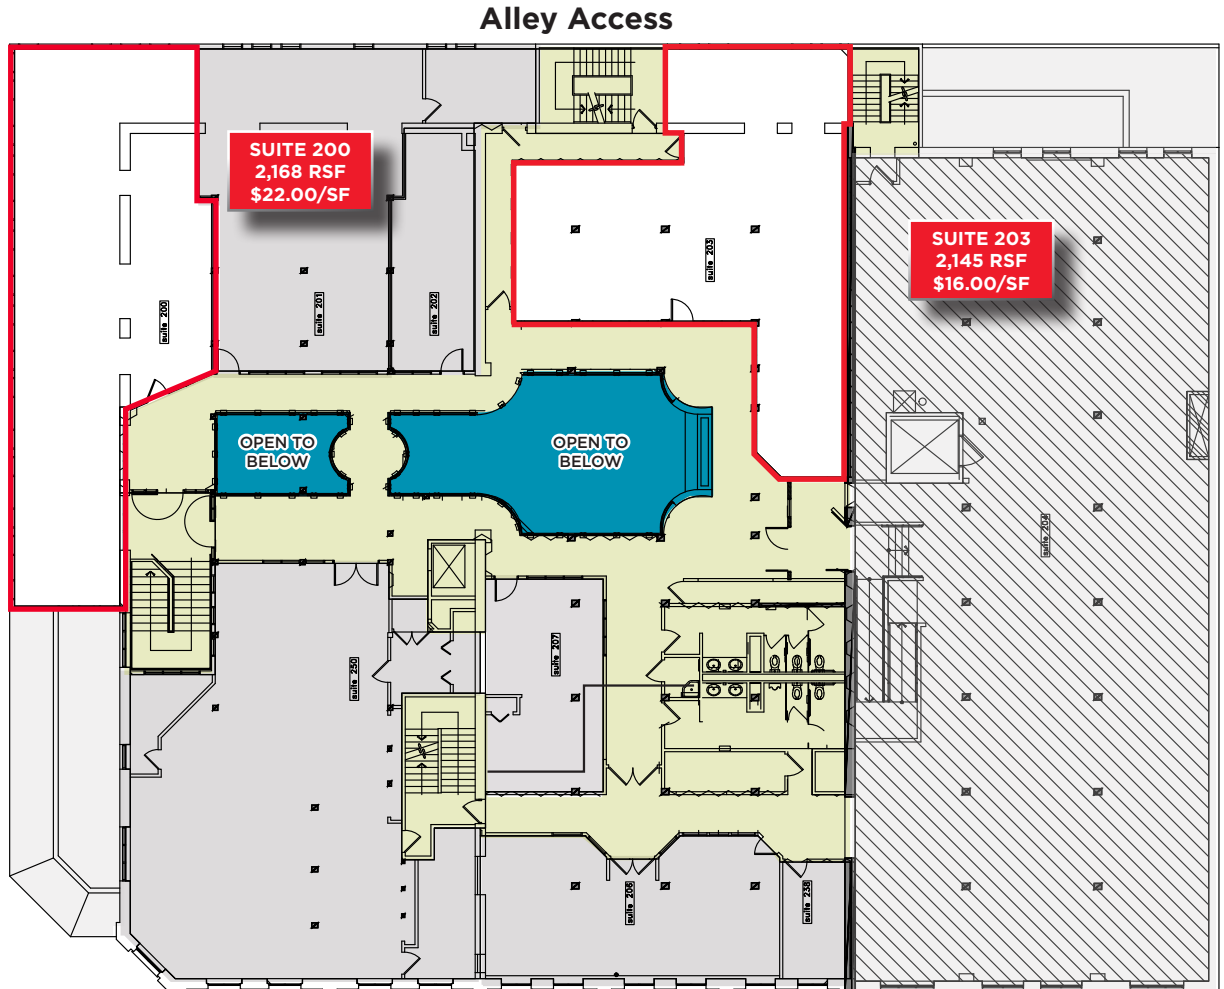 Alley Access
SUITE 200
2,168 RSF
$22.00/SF
SUITE 203
2,145 RSF
$16.00/SF
suite 200
suite 201
suite 202
suite 203
OPEN TO
BELOW
OPEN TO
BELOW
suite 204
suite 207
suite 250
suite 206
suite 238